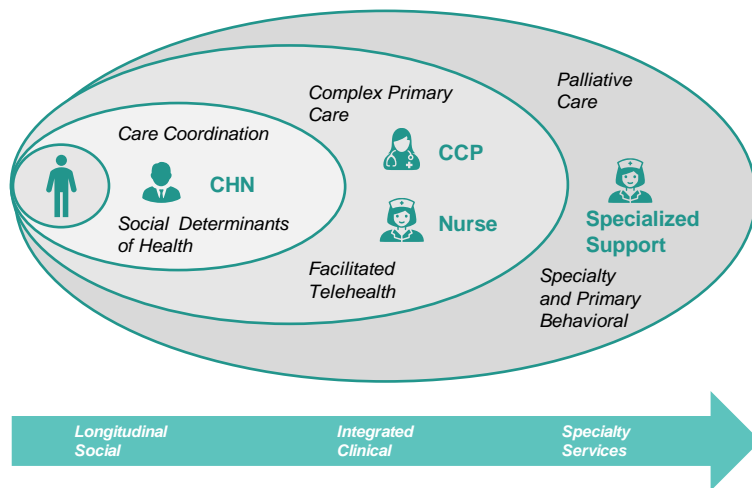 Care Coordination
CHN
Social Determinants
of Health
Complex Primary
Care
CCP
Nurse
Facilitated
Telehealth
Palliative
Care
Specialized
Support
Specialty
and Primary
Behavioral
Longitudinal
Social
Integrated
Clinical
Specialty
Services